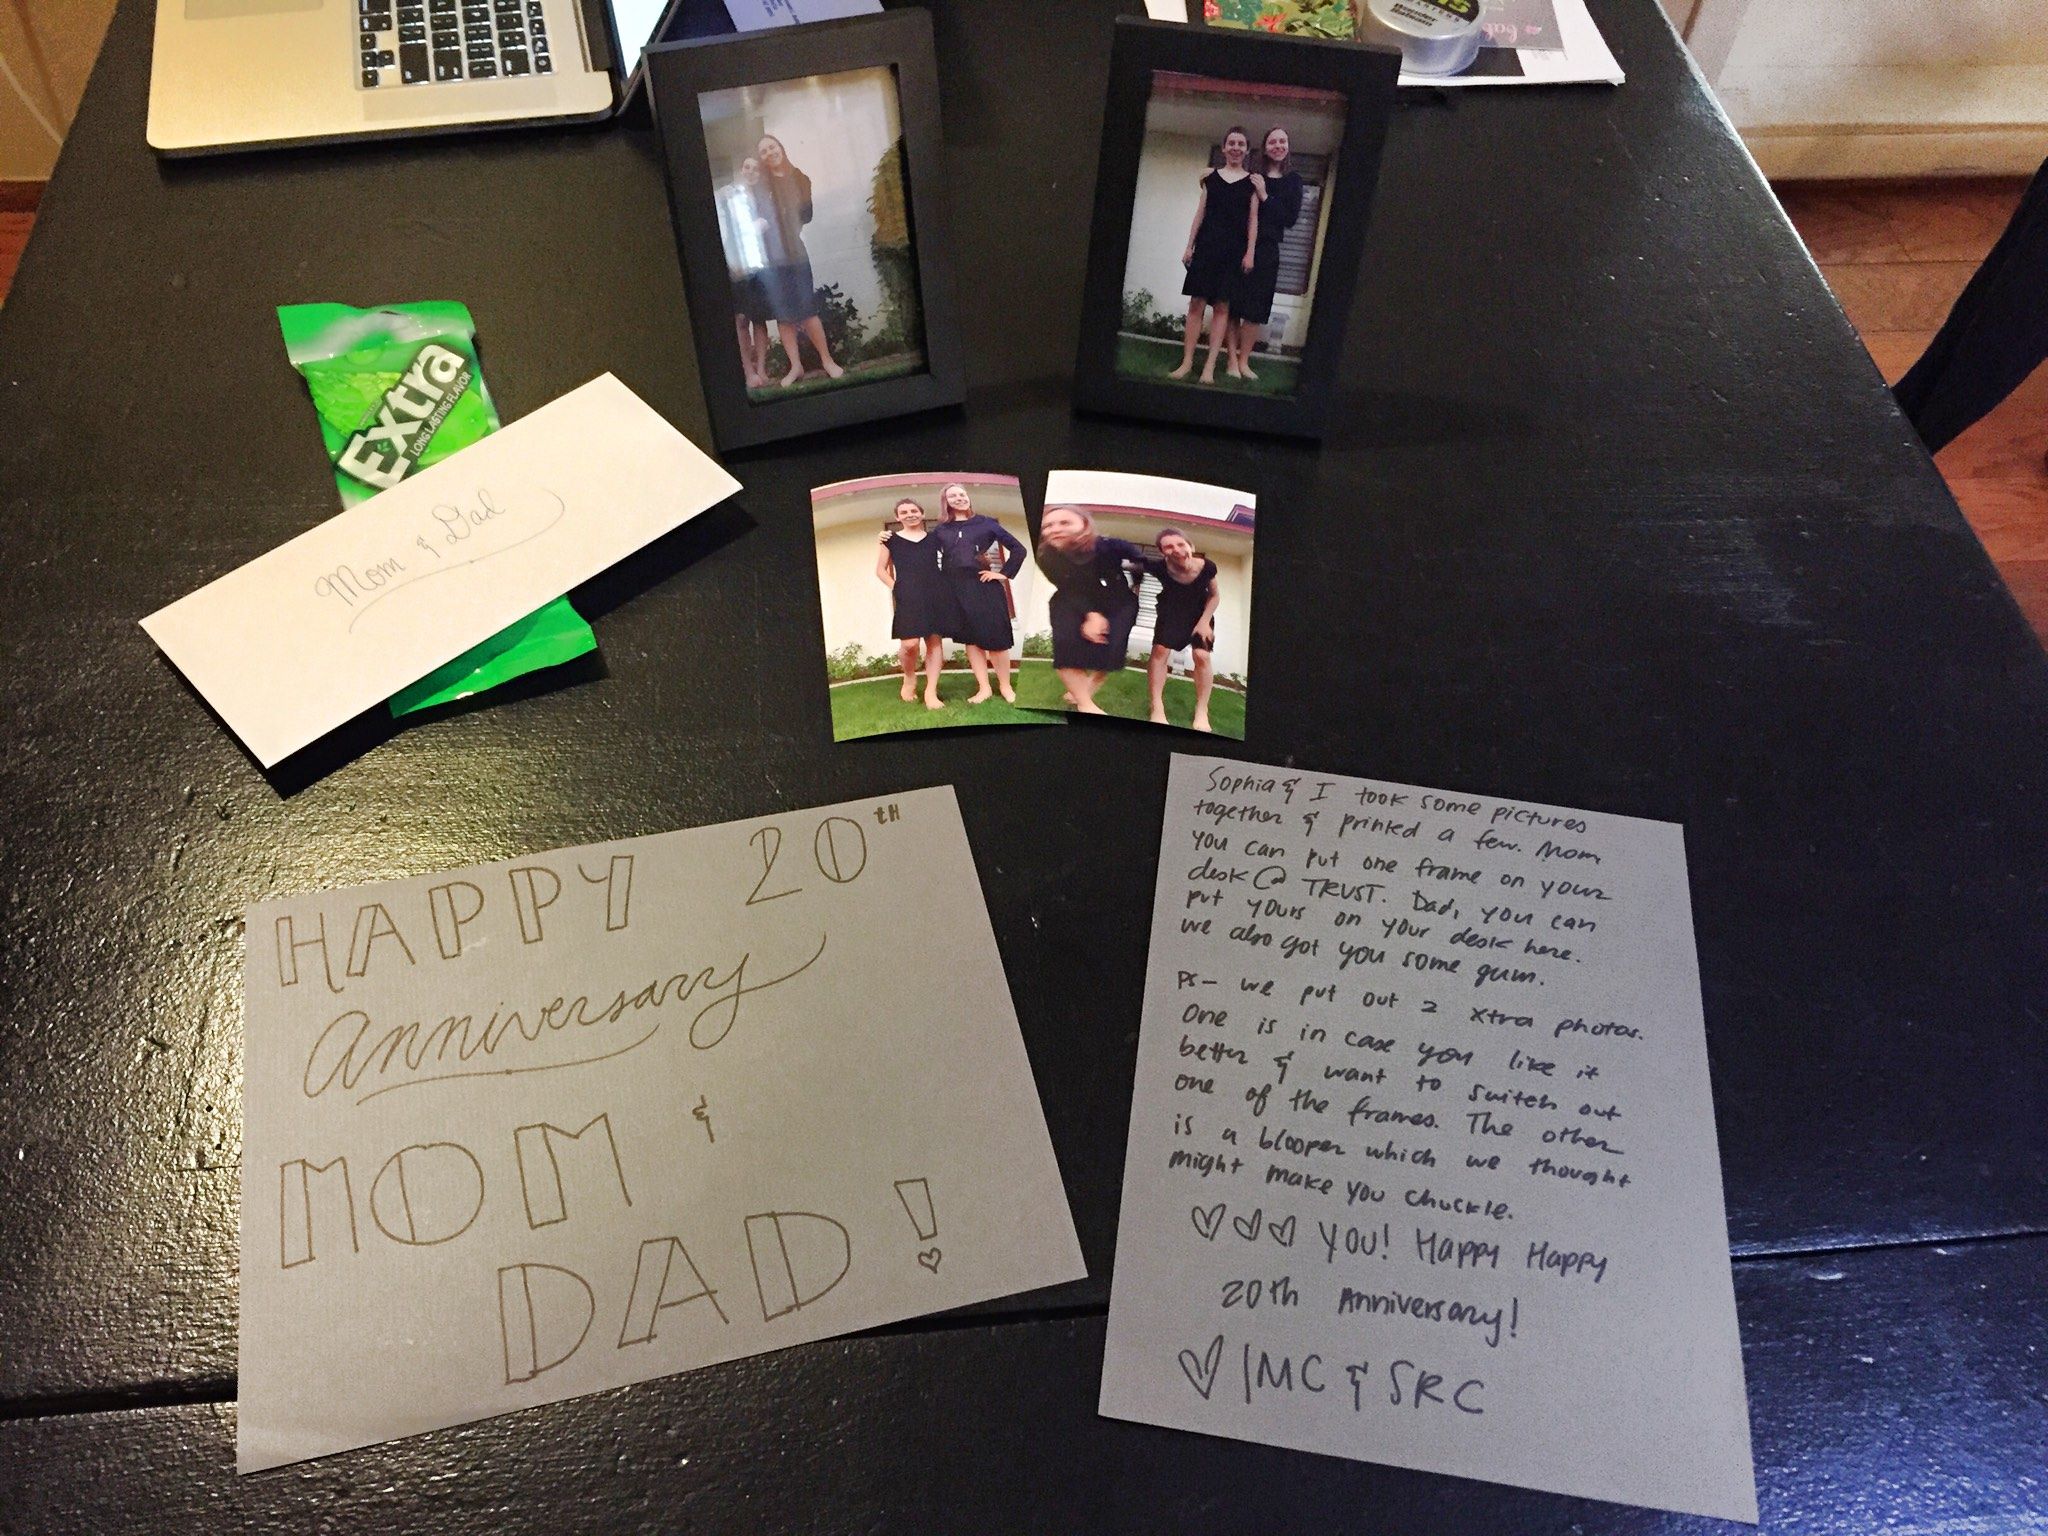 45
Wonder
Balsam
Extra
LONG LASTING FLAVOR
Mom & Dad
HAPPY 20TH
Anniversary
MOM &
DAD!
Sophia & I took some pictures
together & printed a few. Mom
you can put one frame on your
desk @ TRUST. Dad, you can
put yours on your desk here.
we also got you some gum.
PS- we put out 2 xtra photos.
One is in case you like it
better & want to switch out
one of the frames. The other
is a blooper which we thought
might make you chuckle.
♡♡♡ YOU! Happy Happy
20th Anniversary!
♡ IMC & SRC